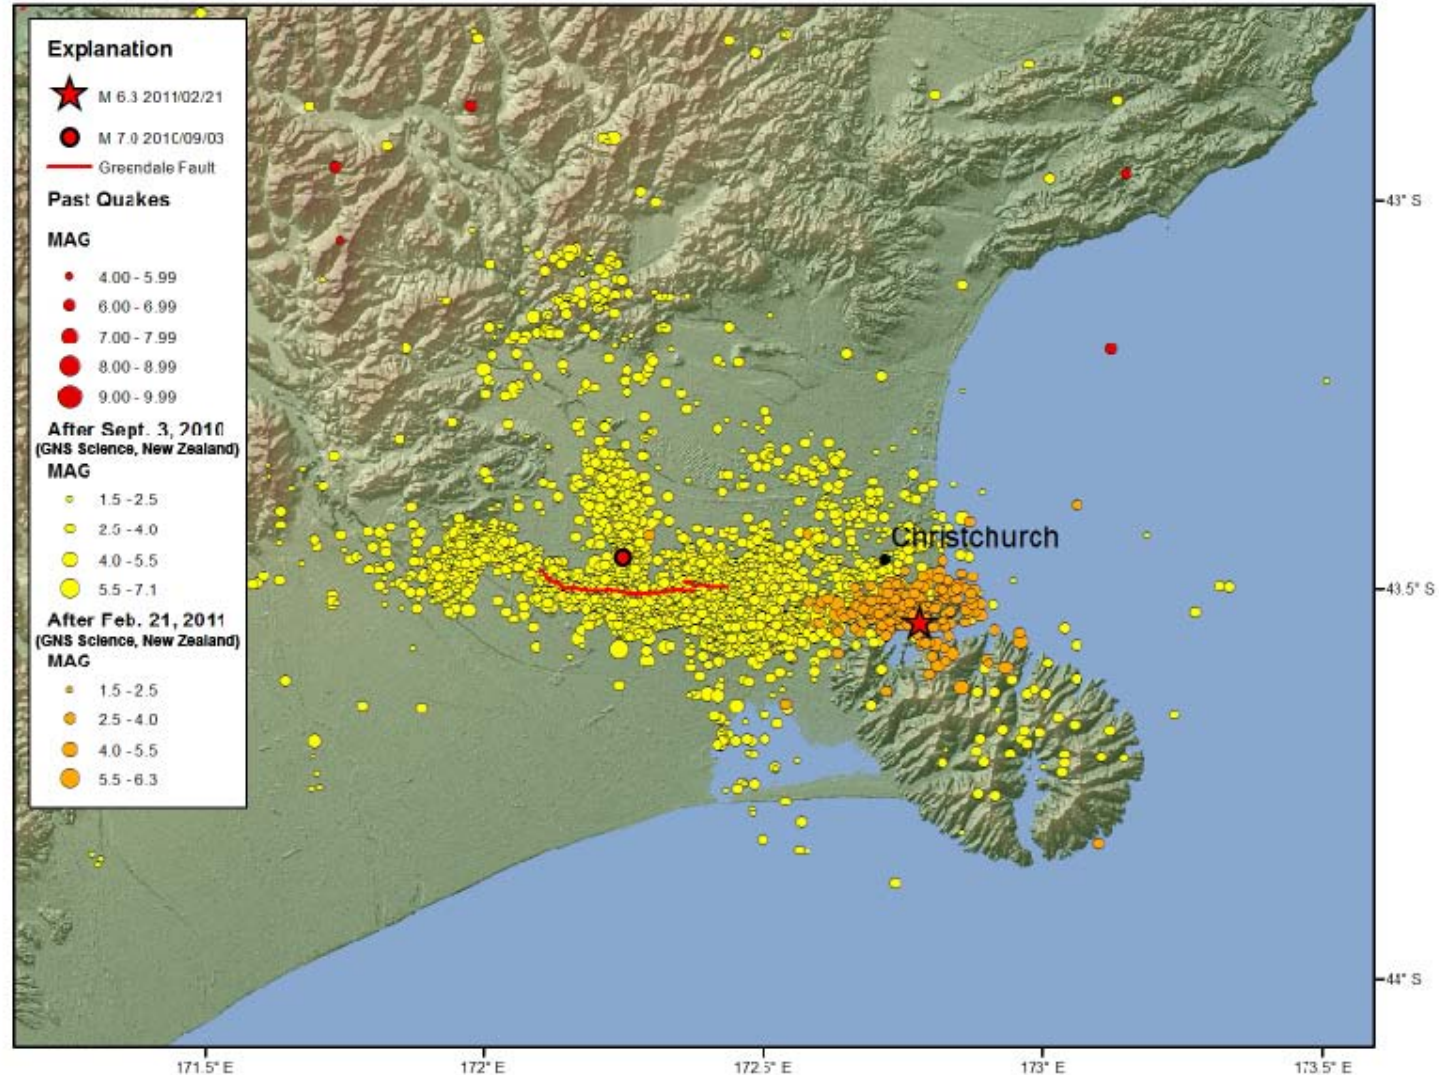 Explanation
M 6.3 2011/02/21
M 7.0 2010/09/03
Greendale Fault
Past Quakes
MAG
4.00 - 5.99
6.00 - 6.99
7.00 - 7.99
8.00 - 8.99
9.00 - 9.99
After Sept. 3, 2010
(GNS Science, New Zealand)
MAG
1.5 - 2.5
2.5 - 4.0
4.0 - 5.5
5.5 - 7.1
After Feb. 21, 2011
(GNS Science, New Zealand)
MAG
1.5 - 2.5
2.5 - 4.0
4.0 - 5.5
5.5 - 6.3
Christchurch
43° S
43.5° S
44° S
171.5° E
172° E
172.5° E
173° E
173.5° E